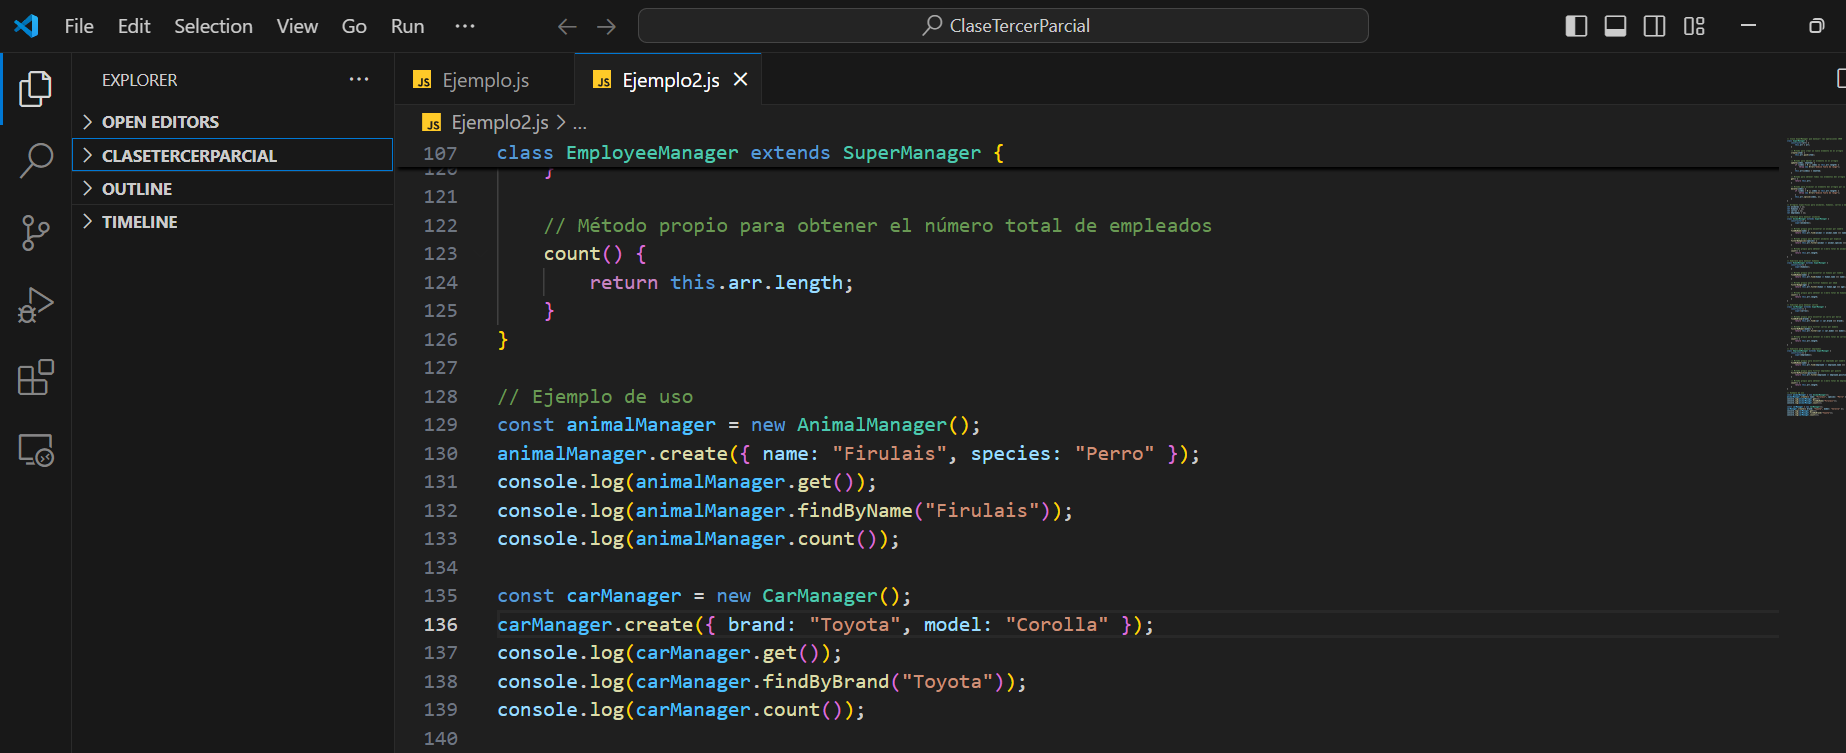 File Edit Selection View Go Run ...
ClaseTercerParcial
EXPLORER ...
OPEN EDITORS
CLASETERCERPARCIAL
OUTLINE
TIMELINE
JS Ejemplo.js
JS Ejemplo2.js
JS Ejemplo2.js > ...
107 class EmployeeManager extends SuperManager {
120 }
121
122 // Método propio para obtener el número total de empleados
123 count() {
124 return this.arr.length;
125 }
126 }
127
128 // Ejemplo de uso
129 const animalManager = new AnimalManager();
130 animalManager.create({ name: "Firulais", species: "Perro" });
131 console.log(animalManager.get());
132 console.log(animalManager.findByName("Firulais"));
133 console.log(animalManager.count());
134
135 const carManager = new CarManager();
136 carManager.create({ brand: "Toyota", model: "Corolla" });
137 console.log(carManager.get());
138 console.log(carManager.findByBrand("Toyota"));
139 console.log(carManager.count());
140